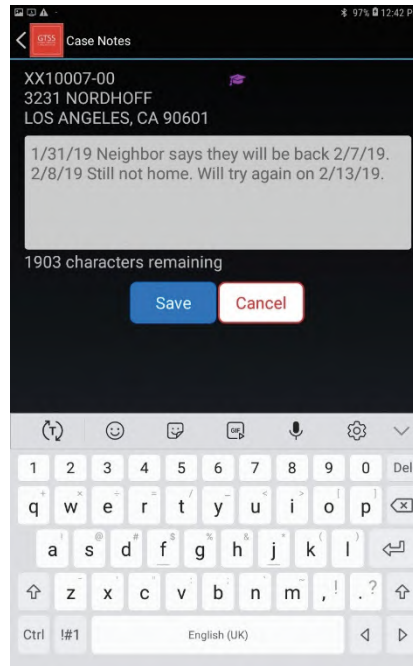 97% 12:42 P
GTSS Case Notes
XX10007-00
3231 NORDHOFF
LOS ANGELES, CA 90601
1/31/19 Neighbor says they will be back 2/7/19.
2/8/19 Still not home. Will try again on 2/13/19.
1903 characters remaining
Save Cancel
T GIF
1 2 3 4 5 6 7 8 9 0 Del
q w e r t y u i o p
a s d f g h j k l
z x c v b n m , ! . ?
Ctrl !#1 English (UK)